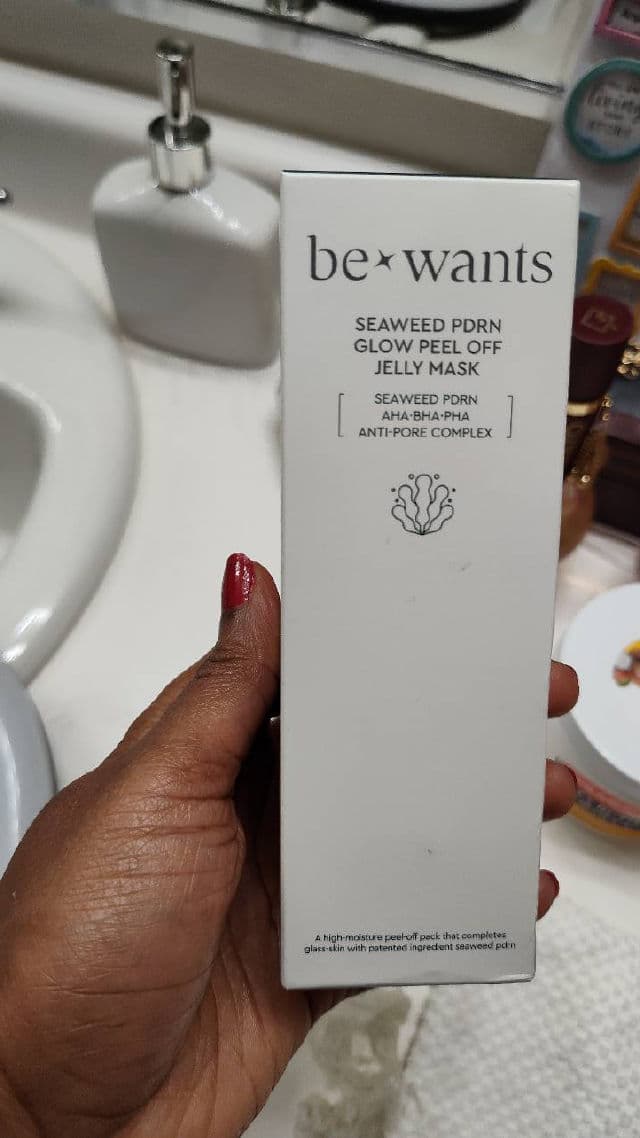 be wants
SEAWEED PDRN
GLOW PEEL OFF
JELLY MASK
SEAWEED PDRN
AHA·BHA·PHA
ANTI-PORE COMPLEX
A high-moisture peel-off pack that completes
glass-skin with patented ingredient seaweed pdrn